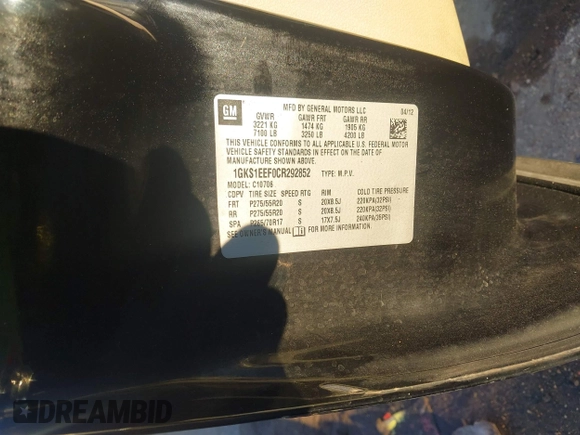 GM
MFD BY GENERAL MOTORS LLC
04/12
GVWR GAWR FRT GAWR RR
3221 KG 1474 KG 1905 KG
7100 LB 3250 LB 4200 LB
THIS VEHICLE CONFORMS TO ALL APPLICABLE U.S. FEDERAL MOTOR
VEHICLE SAFETY STANDARDS IN EFFECT ON THE DATE OF
MANUFACTURE SHOWN ABOVE.
1GKS1EEF0CR292852 TYPE: M.P.V.
MODEL: C10706
CDPV TIRE SIZE SPEED RTG RIM COLD TIRE PRESSURE
FRT P275/55R20 S 20X8.5J 220KPA(32PSI)
RR P275/55R20 S 20X8.5J 220KPA(32PSI)
SPA P265/70R17 S 17X7.5J 240KPA(35PSI)
SEE OWNER'S MANUAL FOR MORE INFORMATION.
DREAMBID